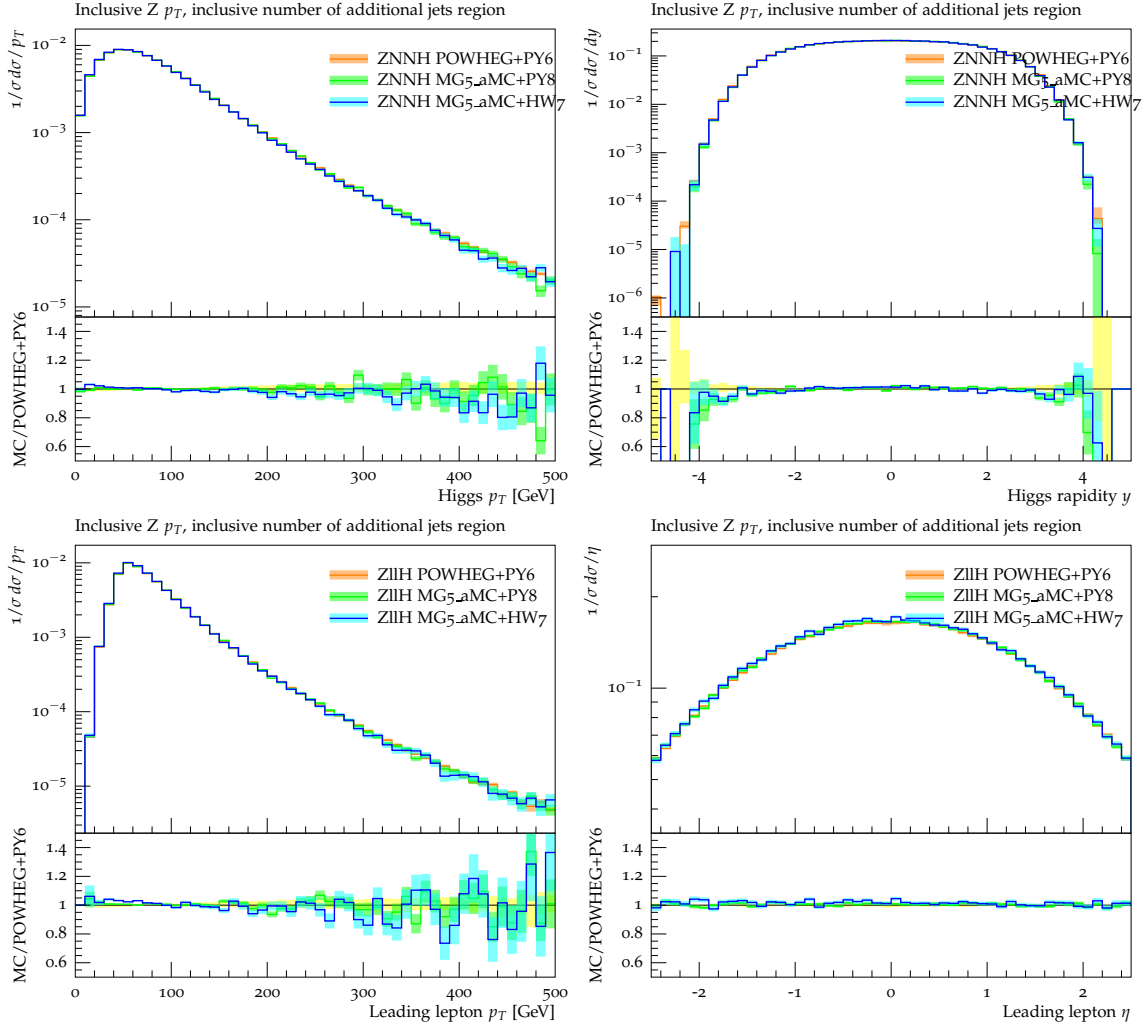 Inclusive Z pT, inclusive number of additional jets region
1/σ dσ/pT
10−2
10−3
10−4
10−5
ZNNH POWHEG+PY6
ZNNH MG5_aMC+PY8
ZNNH MG5_aMC+HW7
MC/POWHEG+PY6
1.4
1.2
1
0.8
0.6
0 100 200 300 400 500
Higgs pT [GeV]
Inclusive Z pT, inclusive number of additional jets region
1/σ dσ/dy
10−1
10−2
10−3
10−4
10−5
10−6
ZNNH POWHEG+PY6
ZNNH MG5_aMC+PY8
ZNNH MG5_aMC+HW7
MC/POWHEG+PY6
1.4
1.2
1
0.8
0.6
-4 -2 0 2 4
Higgs rapidity y
Inclusive Z pT, inclusive number of additional jets region
1/σ dσ/pT
10−2
10−3
10−4
10−5
ZllH POWHEG+PY6
ZllH MG5_aMC+PY8
ZllH MG5_aMC+HW7
MC/POWHEG+PY6
1.4
1.2
1
0.8
0.6
0 100 200 300 400 500
Leading lepton pT [GeV]
Inclusive Z pT, inclusive number of additional jets region
1/σ dσ/η
10−1
ZllH POWHEG+PY6
ZllH MG5_aMC+PY8
ZllH MG5_aMC+HW7
MC/POWHEG+PY6
1.4
1.2
1
0.8
0.6
-2 -1 0 1 2
Leading lepton η